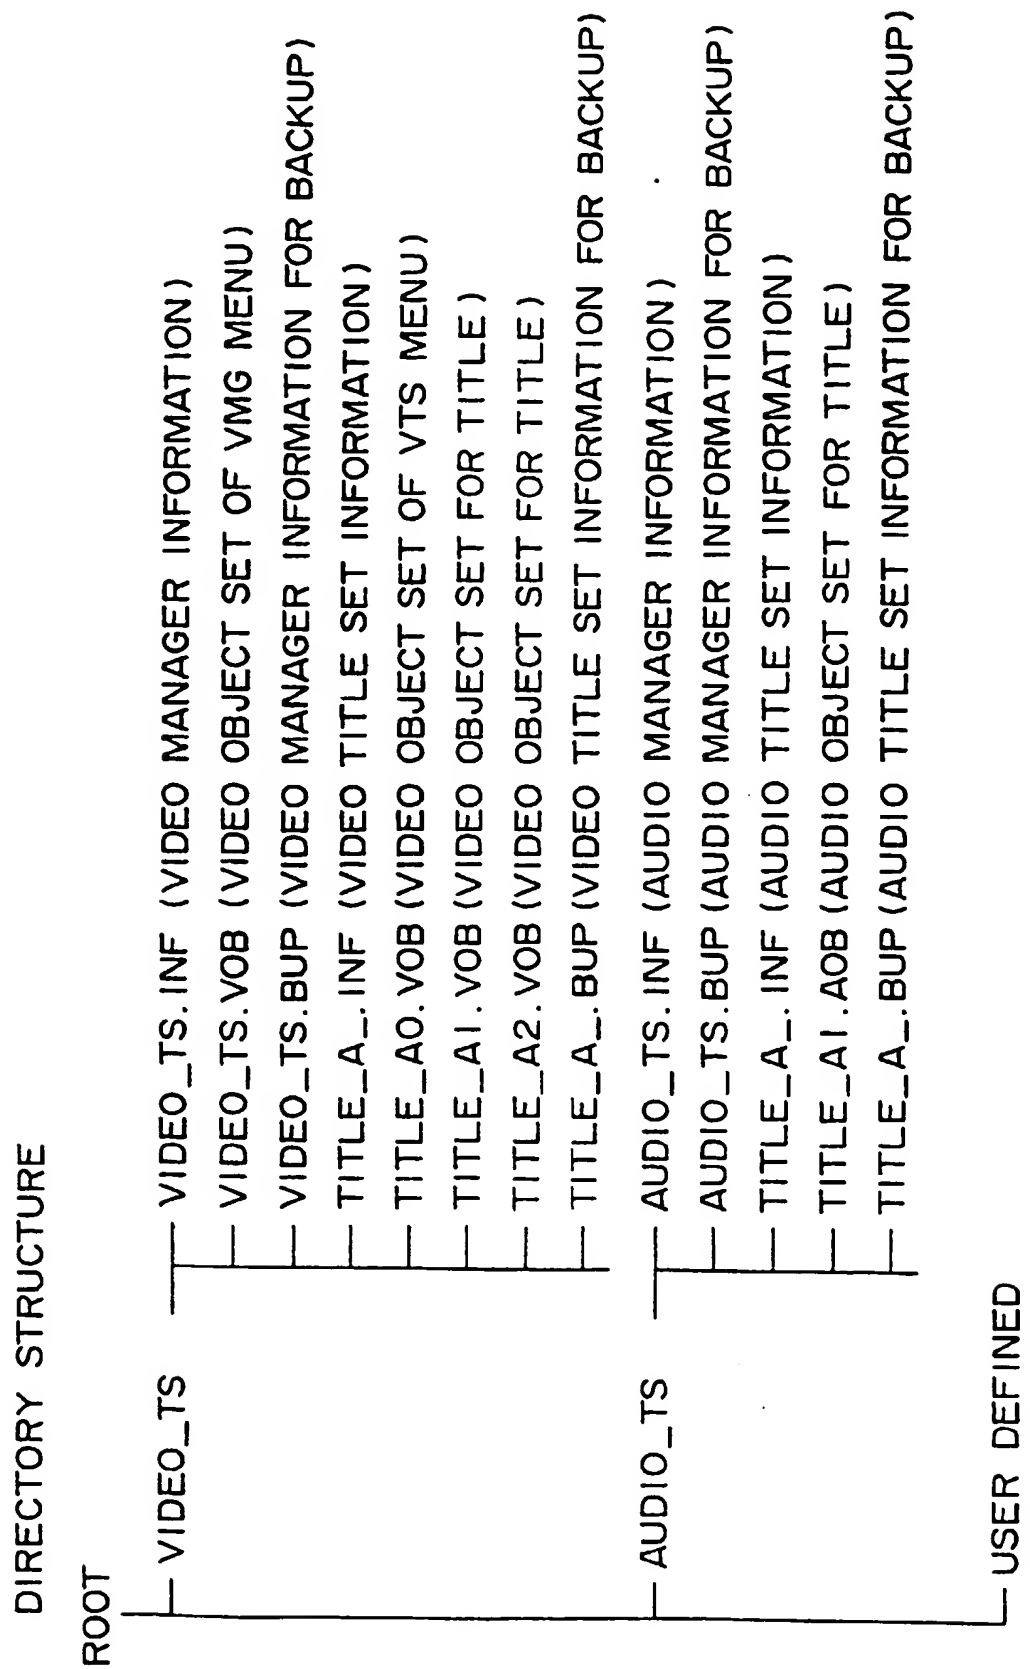 DIRECTORY STRUCTURE
ROOT
VIDEO_TS
VIDEO_TS.INF (VIDEO MANAGER INFORMATION)
VIDEO_TS.VOB (VIDEO OBJECT SET OF VMG MENU)
VIDEO_TS.BUP (VIDEO MANAGER INFORMATION FOR BACKUP)
TITLE_A_.INF (VIDEO TITLE SET INFORMATION)
TITLE_A0.VOB (VIDEO OBJECT SET OF VTS MENU)
TITLE_A1.VOB (VIDEO OBJECT SET FOR TITLE)
TITLE_A2.VOB (VIDEO OBJECT SET FOR TITLE)
TITLE_A_.BUP (VIDEO TITLE SET INFORMATION FOR BACKUP)
AUDIO_TS
AUDIO_TS.INF (AUDIO MANAGER INFORMATION)
AUDIO_TS.BUP (AUDIO MANAGER INFORMATION FOR BACKUP)
TITLE_A_.INF (AUDIO TITLE SET INFORMATION)
TITLE_A1.AOB (AUDIO OBJECT SET FOR TITLE)
TITLE_A_.BUP (AUDIO TITLE SET INFORMATION FOR BACKUP)
USER DEFINED